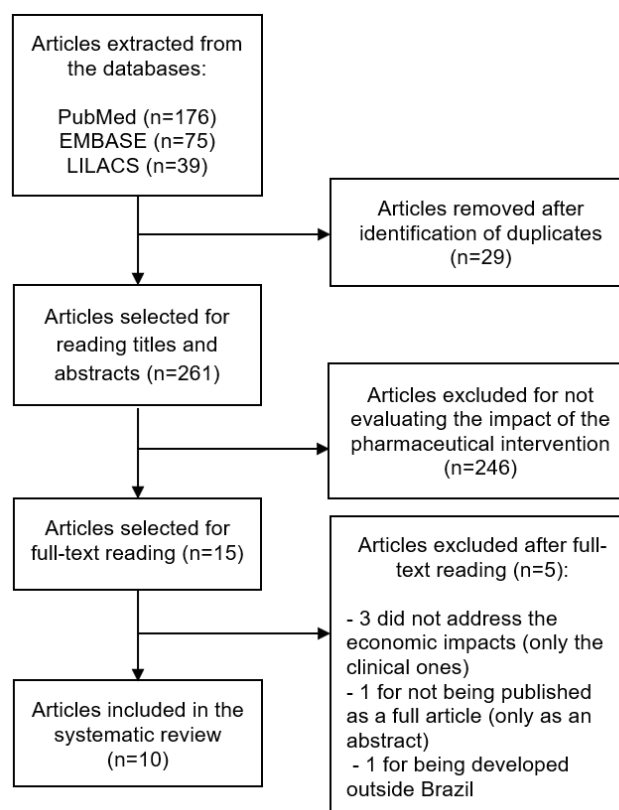 Articles extracted from
the databases:
PubMed (n=176)
EMBASE (n=75)
LILACS (n=39)
Articles removed after
identification of duplicates
(n=29)
Articles selected for
reading titles and
abstracts (n=261)
Articles excluded for not
evaluating the impact of the
pharmaceutical intervention
(n=246)
Articles selected for
full-text reading (n=15)
Articles excluded after full-
text reading (n=5):
- 3 did not address the
economic impacts (only the
clinical ones)
- 1 for not being published
as a full article (only as an
abstract)
- 1 for being developed
outside Brazil
Articles included in the
systematic review
(n=10)